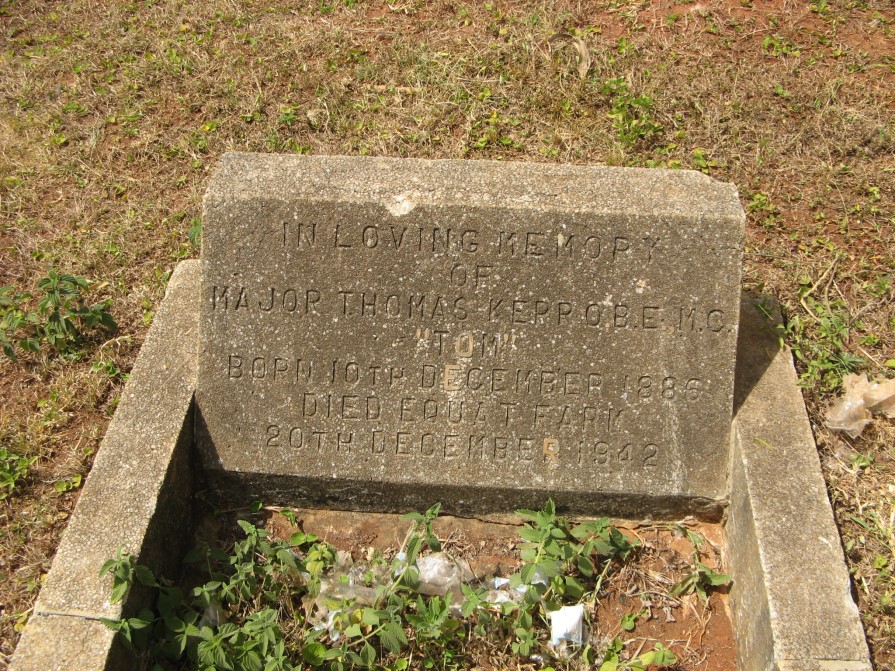 IN LOVING MEMORY
OF
MAJOR THOMAS KERR O.B.E. M.C.
"TOM"
BORN 10TH DECEMBER 1886
DIED EQUAT FARM
20TH DECEMBER 1942